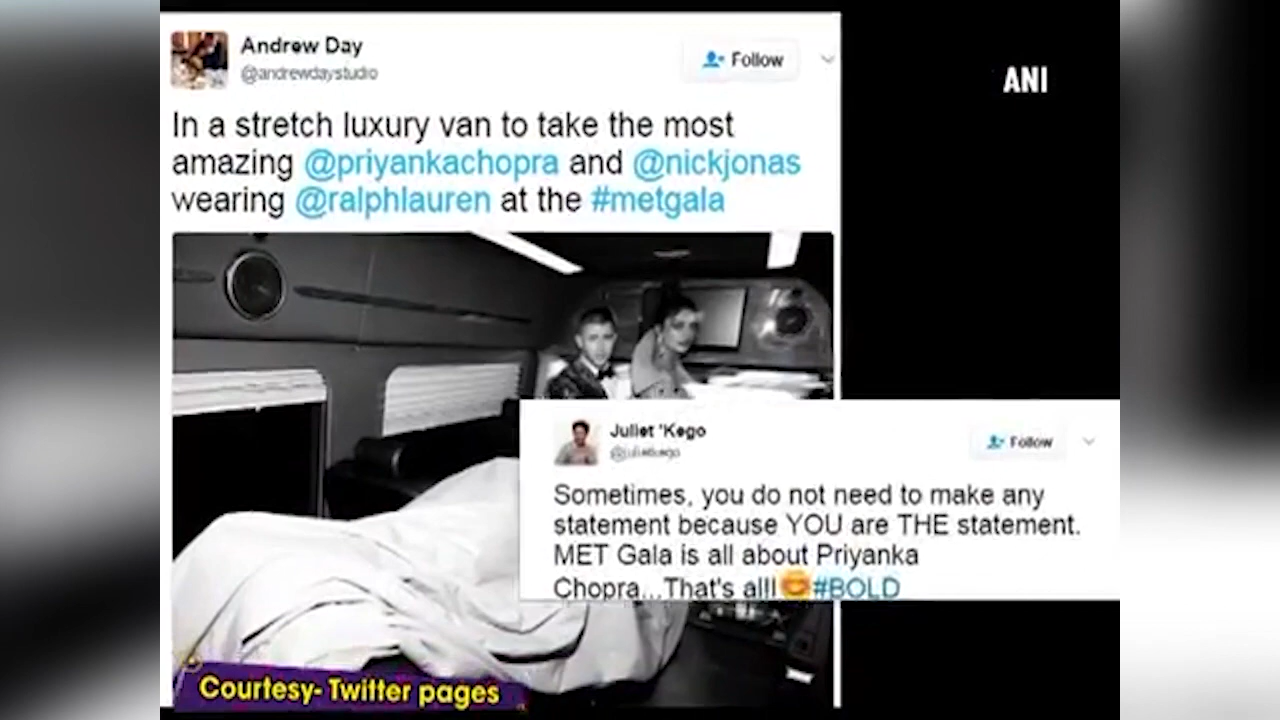 Andrew Day
@andrewdaystudio
Follow
ANI
In a stretch luxury van to take the most
amazing @priyankachopra and @nickjonas
wearing @ralphlauren at the #metgala
Juliet 'Kego
@julietkego
Follow
Sometimes, you do not need to make any
statement because YOU are THE statement.
MET Gala is all about Priyanka
Chopra...That's all! #BOLD
Courtesy- Twitter pages